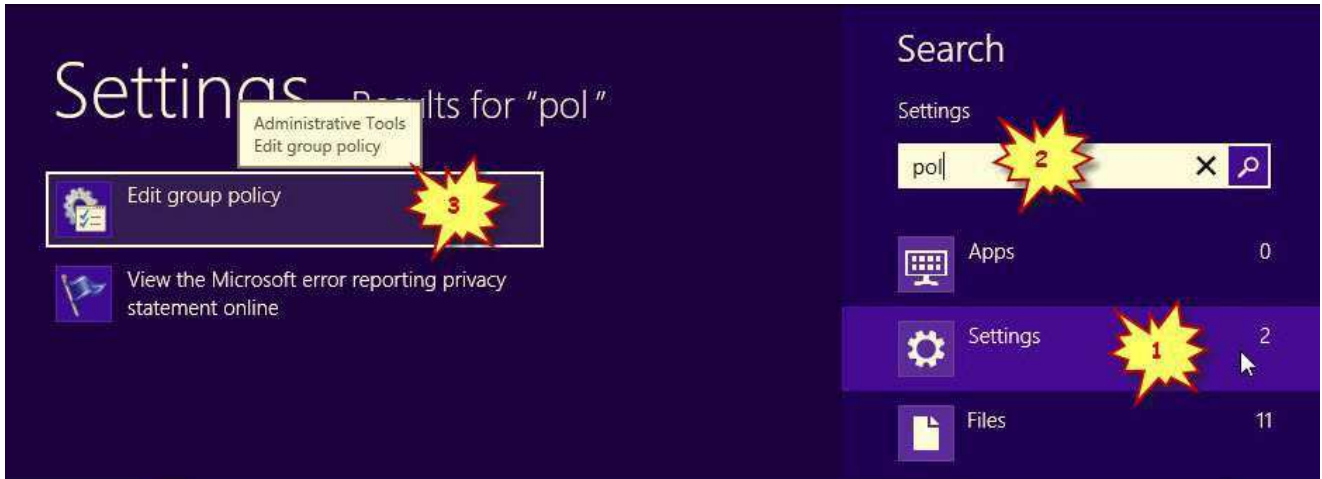 Settings Results for “pol”
Administrative Tools
Edit group policy
Edit group policy
3
View the Microsoft error reporting privacy
statement online
Search
Settings
pol
2
Apps 0
Settings 1 2
Files 11